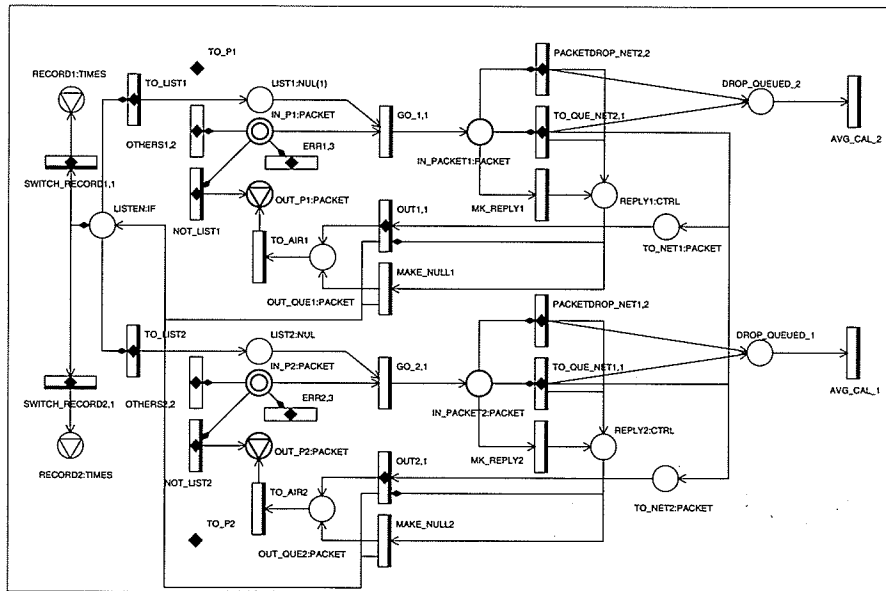 TO_P1
PACKETDROP_NET2,2
RECORD1:TIMES
TO_LIST1
LIST1:NUL(1)
DROP_QUEUED_2
IN_P1:PACKET
GO_1,1
TO_QUE_NET2,1
OTHERS1,2
ERR1,3
IN_PACKET1:PACKET
AVG_CAL_2
SWITCH_RECORD1,1
OUT_P1:PACKET
MK_REPLY1
REPLY1:CTRL
LISTEN:IF
OUT1,1
NOT_LIST1
TO_AIR1
TO_NET1:PACKET
MAKE_NULL1
OUT_QUE1:PACKET
PACKETDROP_NET1,2
TO_LIST2
LIST2:NUL
DROP_QUEUED_1
IN_P2:PACKET
GO_2,1
TO_QUE_NET1,1
SWITCH_RECORD2,1
OTHERS2,2
ERR2,3
IN_PACKET2:PACKET
AVG_CAL_1
OUT_P2:PACKET
REPLY2:CTRL
RECORD2:TIMES
OUT2,1
MK_REPLY2
NOT_LIST2
TO_AIR2
TO_NET2:PACKET
TO_P2
MAKE_NULL2
OUT_QUE2:PACKET